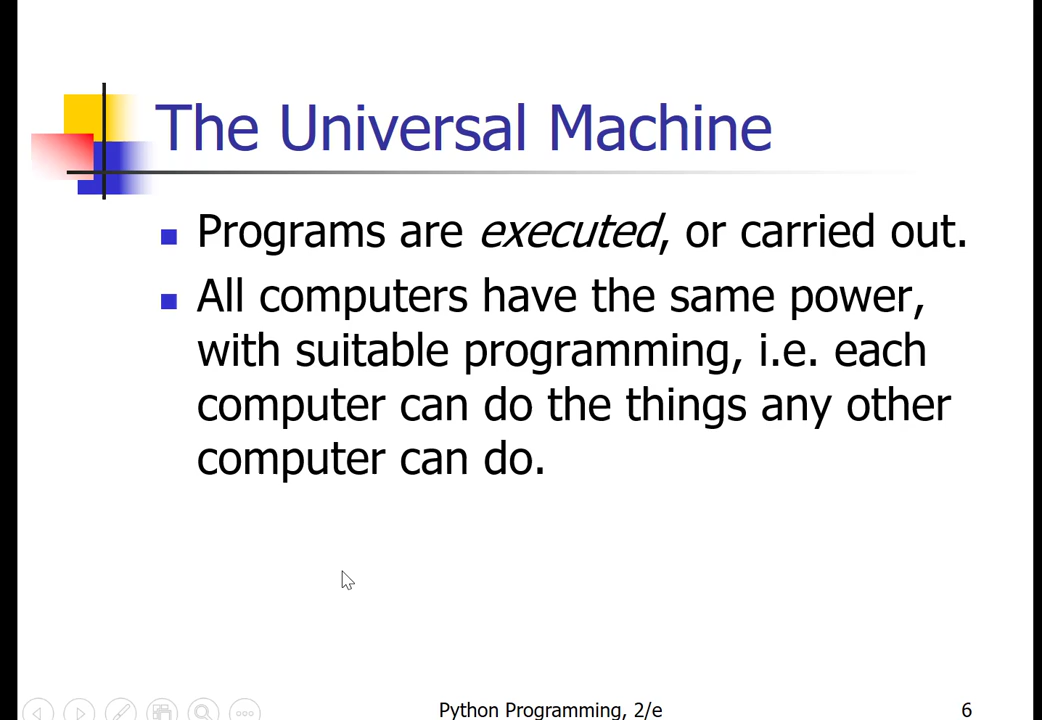 The Universal Machine
Programs are executed, or carried out.
All computers have the same power,
with suitable programming, i.e. each
computer can do the things any other
computer can do.
Python Programming, 2/e
6